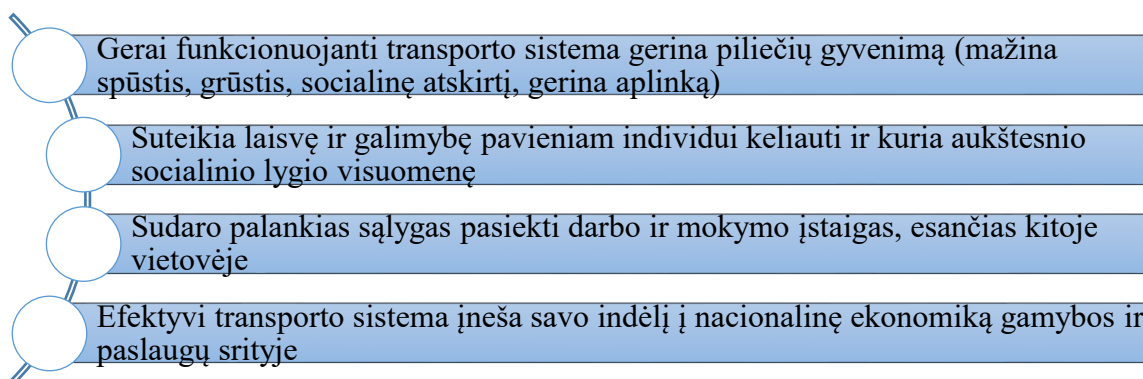 Gerai funkcionuojanti transporto sistema gerina piliečių gyvenimą (mažina
spūstis, grūstis, socialinę atskirtį, gerina aplinką)
Suteikia laisvę ir galimybę pavieniam individui keliauti ir kuria aukštesnio
socialinio lygio visuomenę
Sudaro palankias sąlygas pasiekti darbo ir mokymo įstaigas, esančias kitoje
vietovėje
Efektyvi transporto sistema įneša savo indėlį į nacionalinę ekonomiką gamybos ir
paslaugų srityje